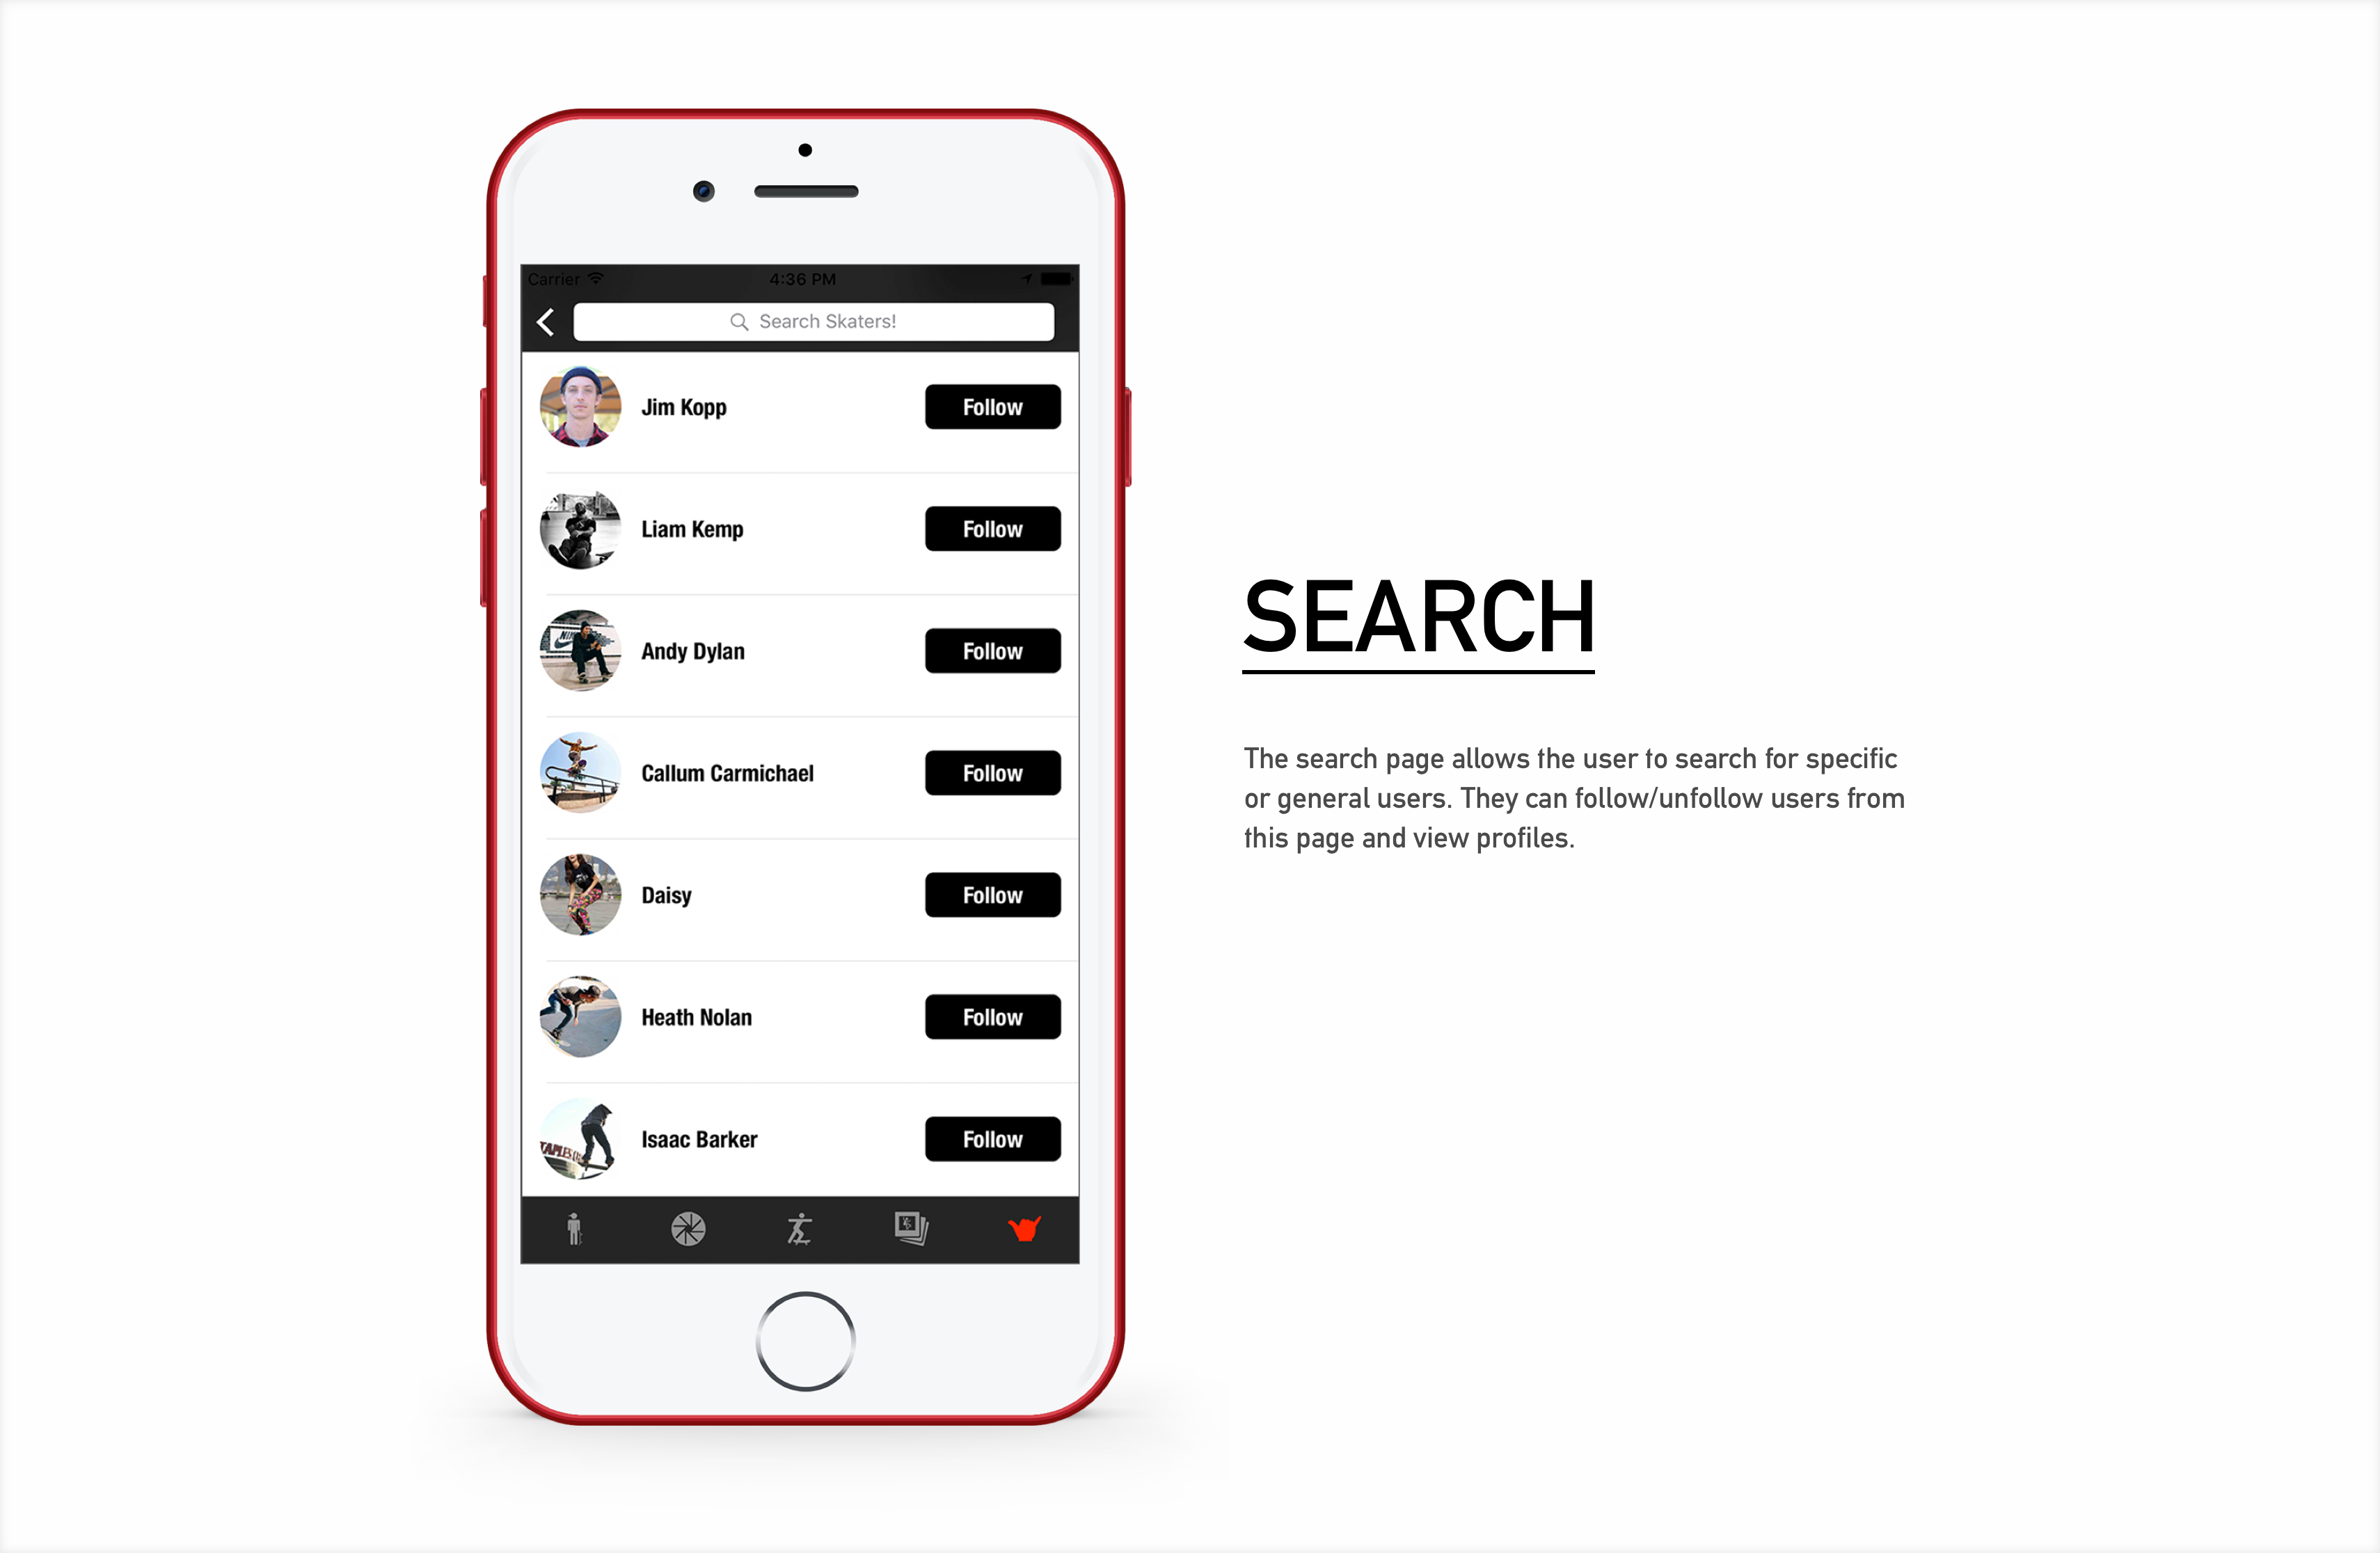 Carrier 4:36 PM
Search Skaters!
Jim Kopp Follow
Liam Kemp Follow
Andy Dylan Follow
Callum Carmichael Follow
Daisy Follow
Heath Nolan Follow
Isaac Barker Follow
SEARCH
The search page allows the user to search for specific
or general users. They can follow/unfollow users from
this page and view profiles.